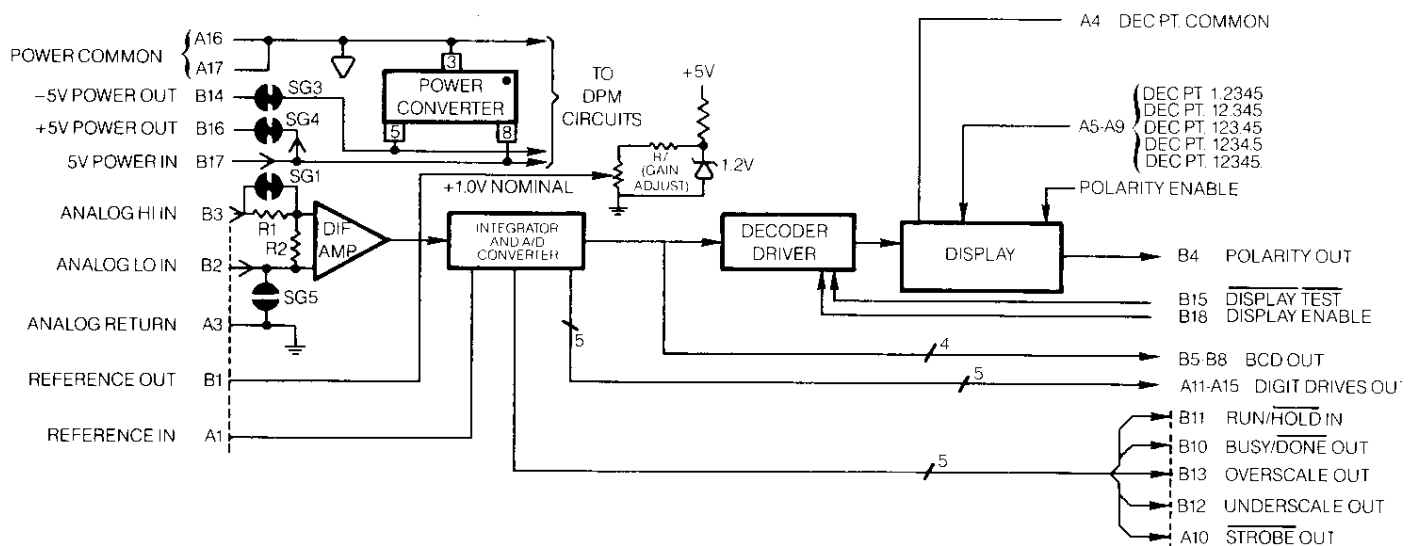 POWER COMMON
A16
A17
-5V POWER OUT B14 SG3
+5V POWER OUT B16 SG4
5V POWER IN B17
3
POWER
CONVERTER
5
8
TO
DPM
CIRCUITS
+5V
R7
(GAIN
ADJUST)
1.2V
+1.0V NOMINAL
SG1
ANALOG HI IN B3
R1
R2
ANALOG LO IN B2
SG5
ANALOG RETURN A3
REFERENCE OUT B1
REFERENCE IN A1
DIF
AMP
INTEGRATOR
AND A/D
CONVERTER
5
DECODER
DRIVER
DISPLAY
A4 DEC PT. COMMON
A5-A9
DEC PT. 1.2345
DEC PT. 12.345
DEC PT. 123.45
DEC PT. 1234.5
DEC PT. 12345.
POLARITY ENABLE
B4 POLARITY OUT
B15 DISPLAY TEST
B18 DISPLAY ENABLE
4
B5-B8 BCD OUT
5
A11-A15 DIGIT DRIVES OUT
5
B11 RUN/HOLD IN
B10 BUSY/DONE OUT
B13 OVERSCALE OUT
B12 UNDERSCALE OUT
A10 STROBE OUT